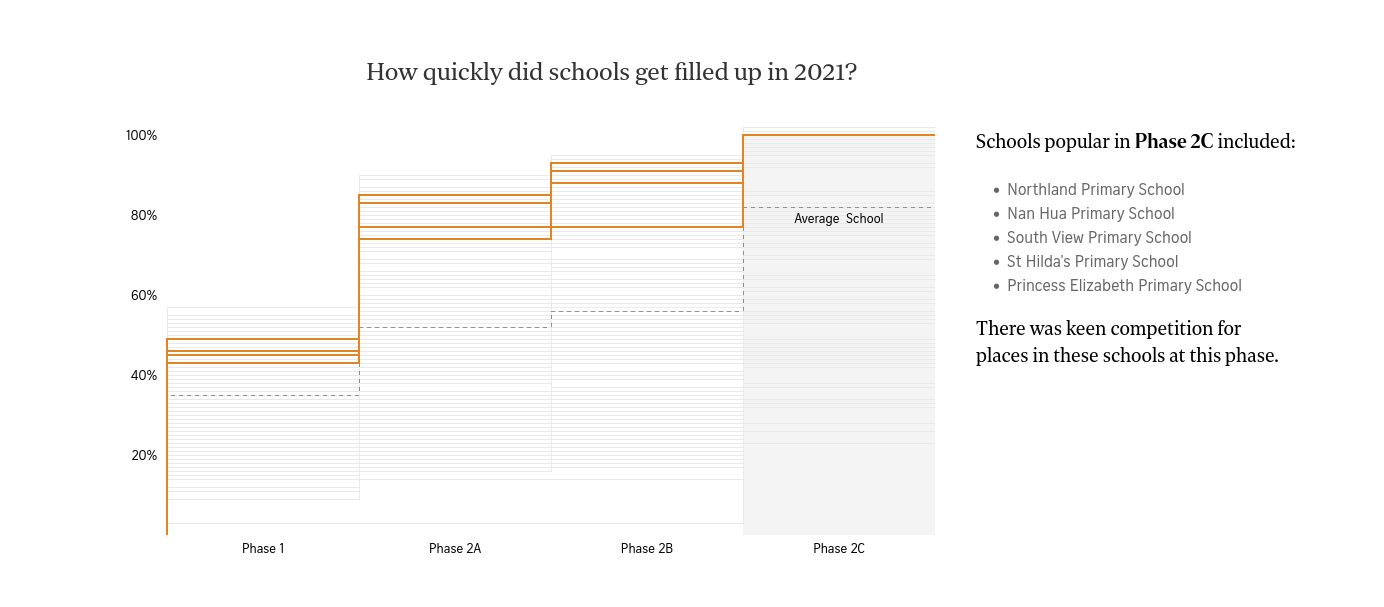 How quickly did schools get filled up in 2021?
100%
80%
60%
40%
20%
Average School
Phase 1
Phase 2A
Phase 2B
Phase 2C
Schools popular in Phase 2C included:
• Northland Primary School
• Nan Hua Primary School
• South View Primary School
• St Hilda's Primary School
• Princess Elizabeth Primary School
There was keen competition for
places in these schools at this phase.